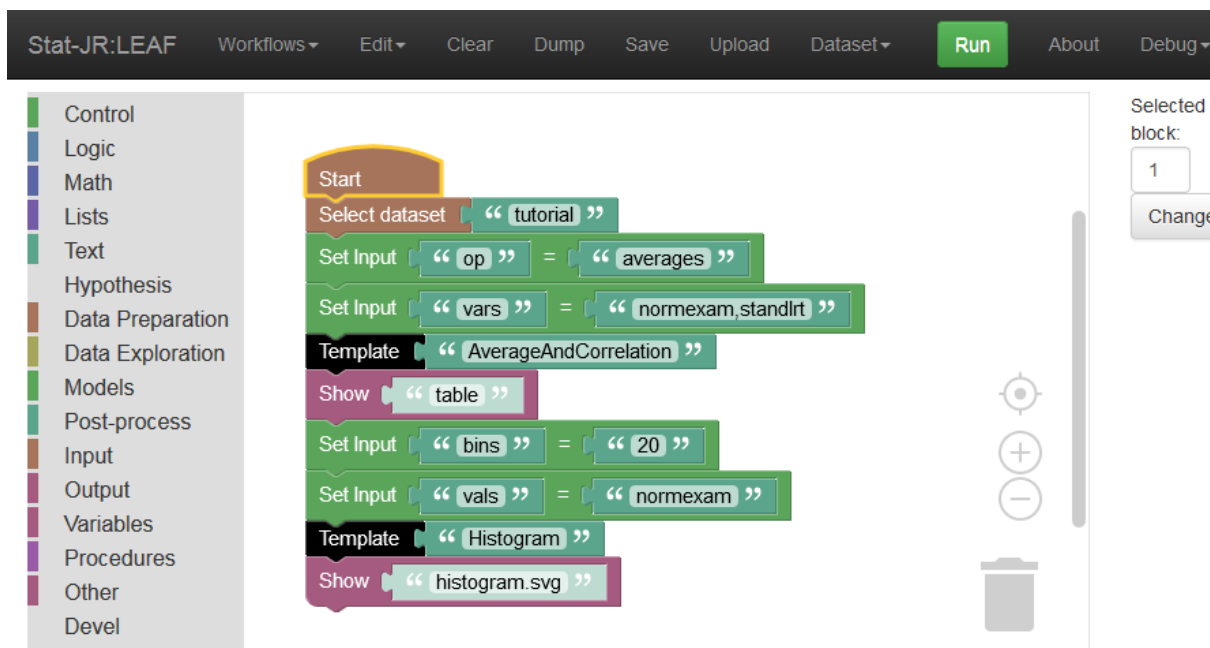 Stat-JR:LEAF Workflows Edit Clear Dump Save Upload Dataset Run About Debug
Control
Logic
Math
Lists
Text
Hypothesis
Data Preparation
Data Exploration
Models
Post-process
Input
Output
Variables
Procedures
Other
Devel
Start
Select dataset “ tutorial ”
Set Input “ op ” = “ averages ”
Set Input “ vars ” = “ normexam,standlrt ”
Template “ AverageAndCorrelation ”
Show “ table ”
Set Input “ bins ” = “ 20 ”
Set Input “ vals ” = “ normexam ”
Template “ Histogram ”
Show “ histogram.svg ”
Selected
block:
1
Change